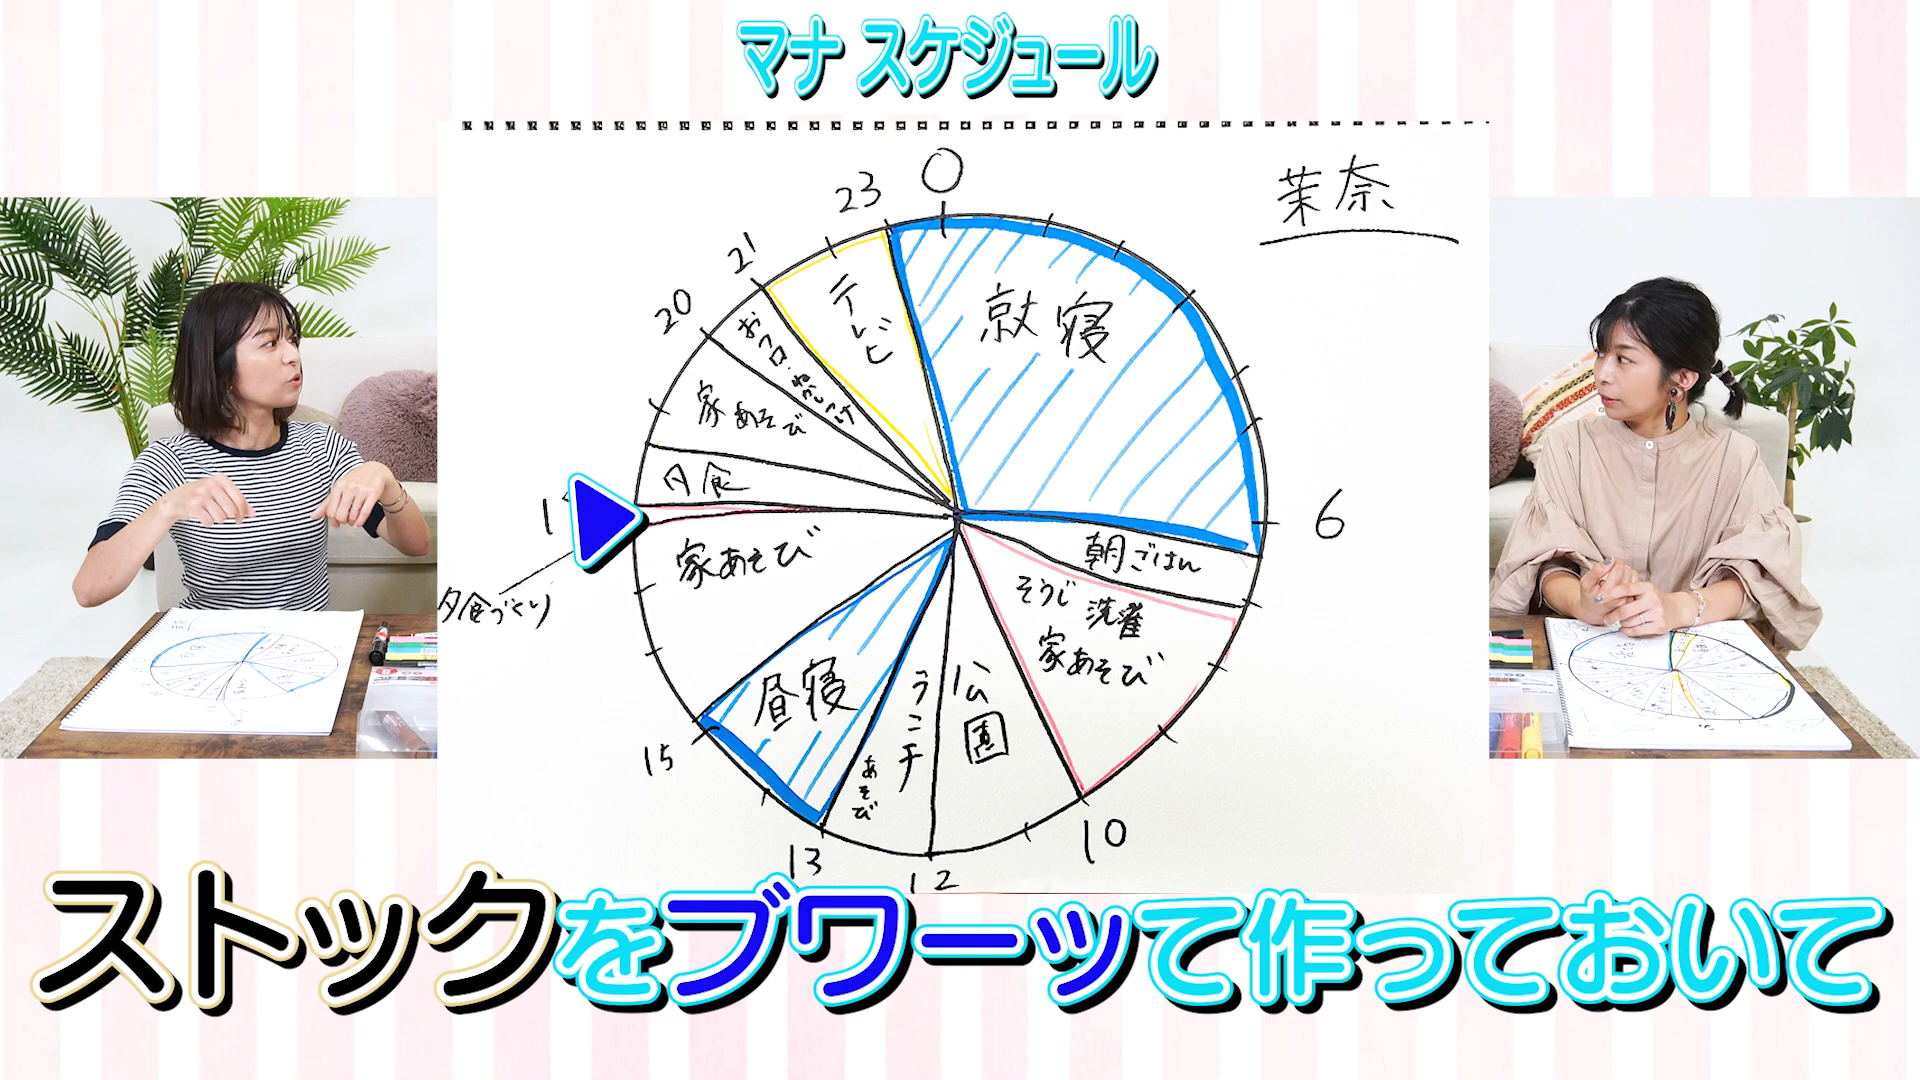 マナ スケジュール
茉奈
0
23
21
20
6
10
12
13
15
就寝
朝ごはん
そうじ 洗濯
家あそび
公園
ランチ
あそび
昼寝
家あそび
夕食づくり
夕食
家あそび
おフロ・ねかしつけ
テレビ
ストックをブワーッて作っておいて